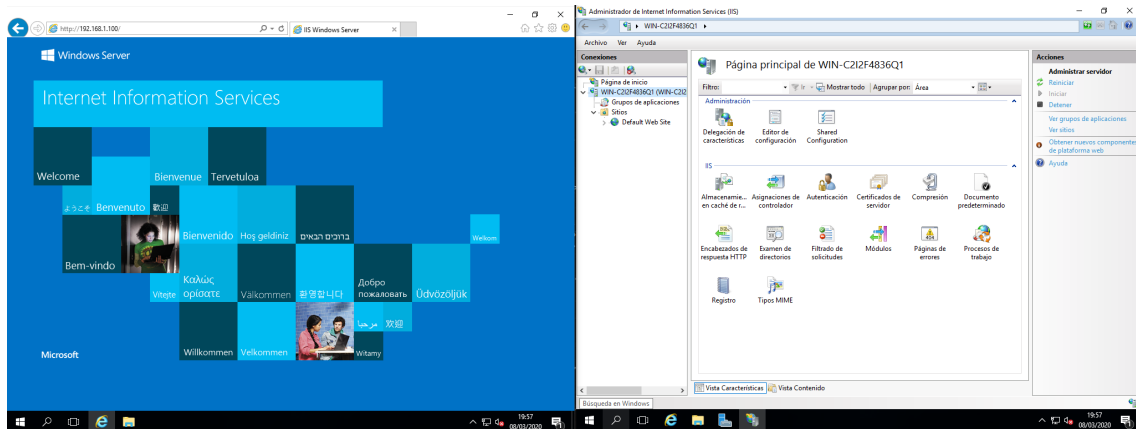 http://192.168.1.100/
IIS Windows Server
Windows Server
Internet Information Services
Welcome
Bienvenue
Tervetuloa
ようこそ
Benvenuto
歡迎
Bienvenido
Hoş geldiniz
ברוכים הבאים
Welkom
Bem-vindo
Vítejte
Καλώς
ορίσατε
Välkommen
환영합니다
Добро
пожаловать
Üdvözöljük
مرحبا
欢迎
Microsoft
Willkommen
Velkommen
Witamy
19:57
08/03/2020
Administrador de Internet Information Services (IIS)
WIN-C2I2F4836Q1
Archivo Ver Ayuda
Conexiones
Página de inicio
WIN-C2I2F4836Q1 (WIN-C2I2
Grupos de aplicaciones
Sitios
Default Web Site
Página principal de WIN-C2I2F4836Q1
Filtro: Ir Mostrar todo Agrupar por: Área
Administración
Delegación de
características
Editor de
configuración
Shared
Configuration
IIS
Almacenamie...
en caché de r...
Asignaciones de
controlador
Autenticación
Certificados de
servidor
Compresión
Documento
predeterminado
Encabezados de
respuesta HTTP
Examen de
directorios
Filtrado de
solicitudes
Módulos
Páginas de
errores
Procesos de
trabajo
Registro
Tipos MIME
Vista Características Vista Contenido
Acciones
Administrar servidor
Reiniciar
Iniciar
Detener
Ver grupos de aplicaciones
Ver sitios
Obtener nuevos componentes
de plataforma web
Ayuda
Búsqueda en Windows
19:57
08/03/2020